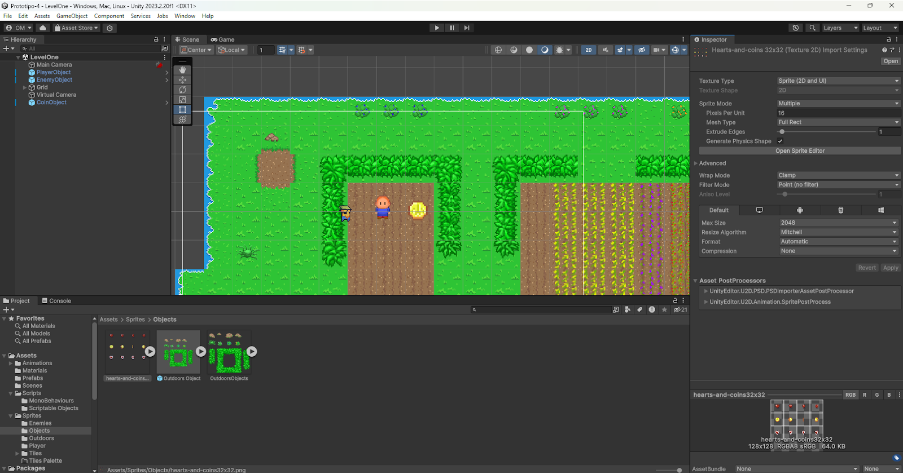 Prototipo-4 - LevelOne - Windows, Mac, Linux - Unity 2023.2.20f1 <DX11>
File Edit Assets GameObject Component Services Jobs Window Help
DM Asset Store Layers Layout
Hierarchy
All
LevelOne
Main Camera
PlayerObject
EnemyObject
Grid
Virtual Camera
CoinObject
Scene Game
Center Local 1 2D
Inspector
Hearts-and-coins 32x32 (Texture 2D) Import Settings
Open
Texture Type Sprite (2D and UI)
Texture Shape 2D
Sprite Mode Multiple
Pixels Per Unit 16
Mesh Type Full Rect
Extrude Edges 1
Generate Physics Shape
Open Sprite Editor
Advanced
Wrap Mode Clamp
Filter Mode Point (no filter)
Aniso Level 1
Default
Max Size 2048
Resize Algorithm Mitchell
Format Automatic
Compression None
Revert Apply
Asset PostProcessors
UnityEditor.U2D.PSD.PSDImporterAssetPostProcessor
UnityEditor.U2D.Animation.SpritePostProcess
Project Console
25
Favorites
All Materials
All Models
All Prefabs
Assets
Animations
Materials
Prefabs
Scenes
Scripts
MonoBehaviours
Scriptable Objects
Sprites
Enemies
Objects
Outdoors
Player
Tiles
Tiles Palette
Packages
Assets > Sprites > Objects
hearts-and-coins...
Outdoors Object
OutdoorsObjects
Assets/Sprites/Objects/hearts-and-coins32x32.png
hearts-and-coins32x32 RGB R G B
hearts-and-coins32x32
128x128 RGBA8 sRGB 64.0 KB
AssetBundle None None